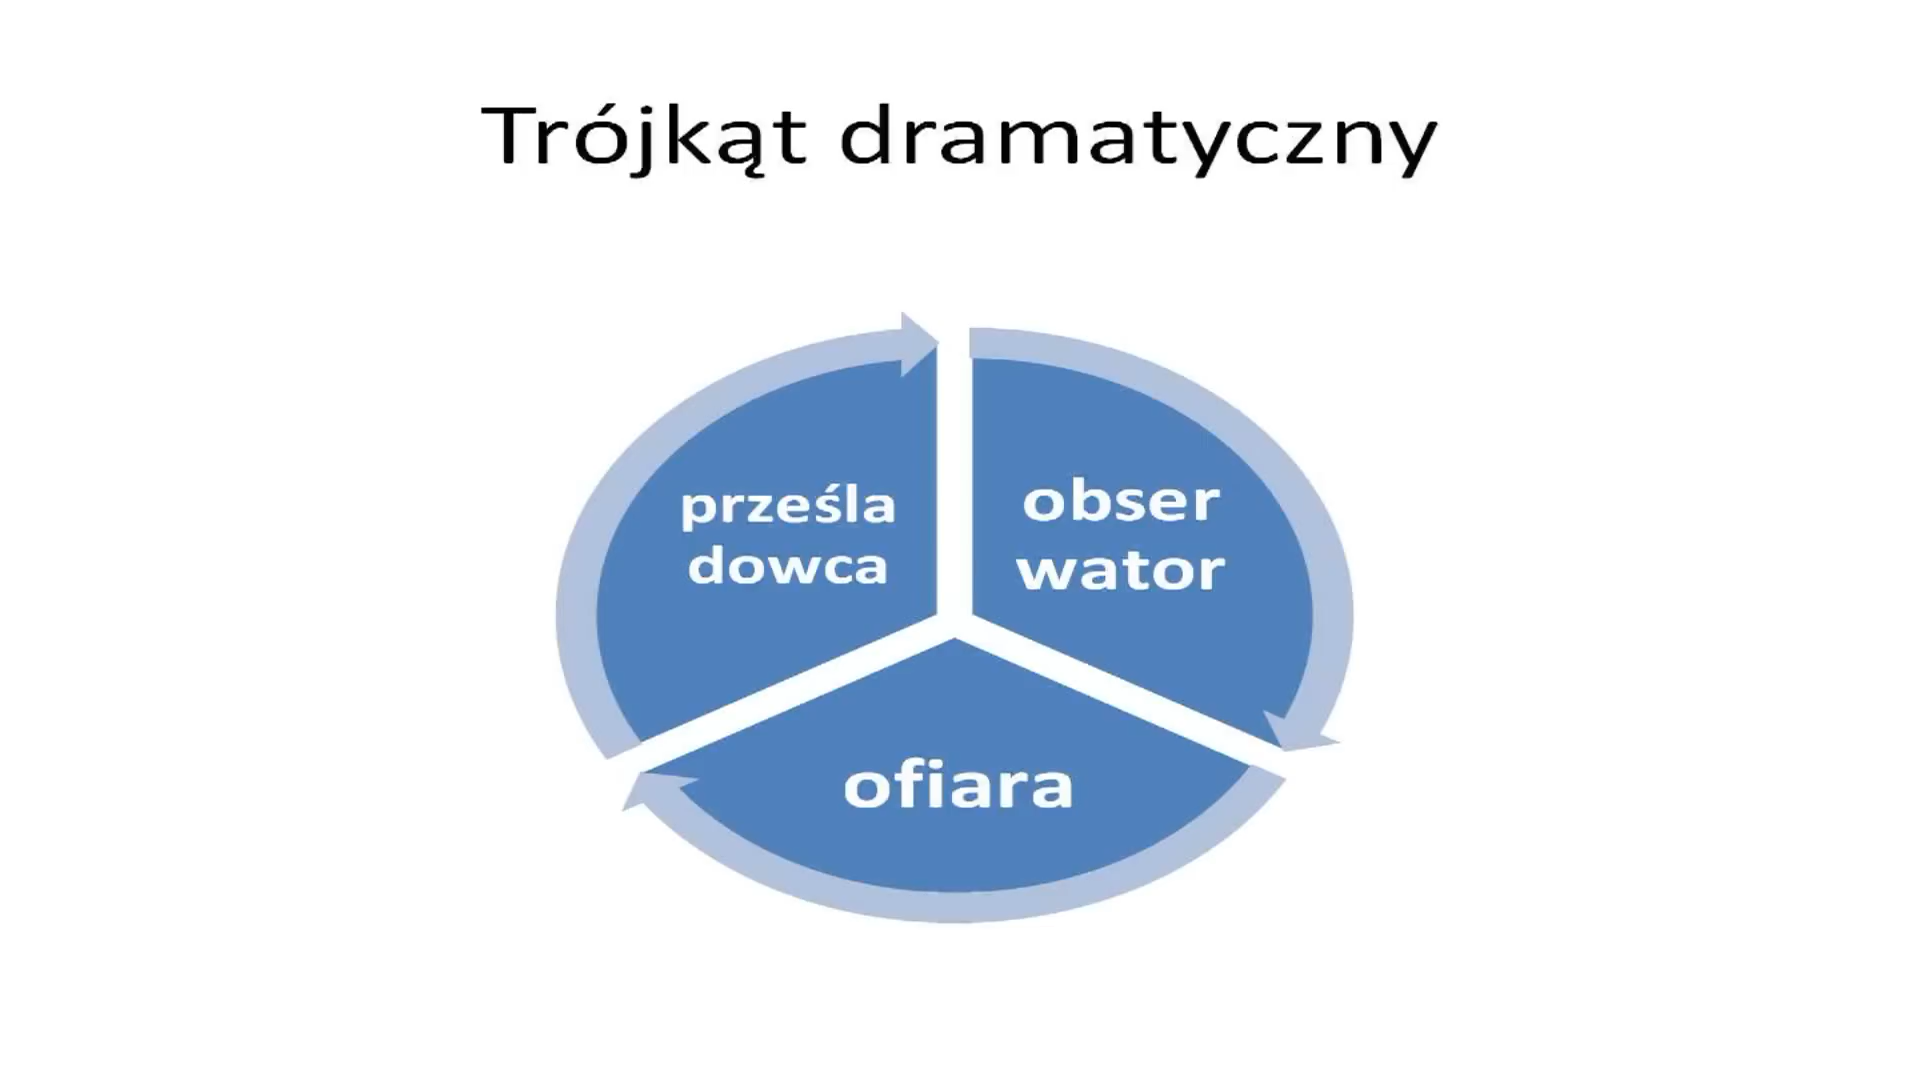 Trójkąt dramatyczny
prześla
dowca
obser
wator
ofiara